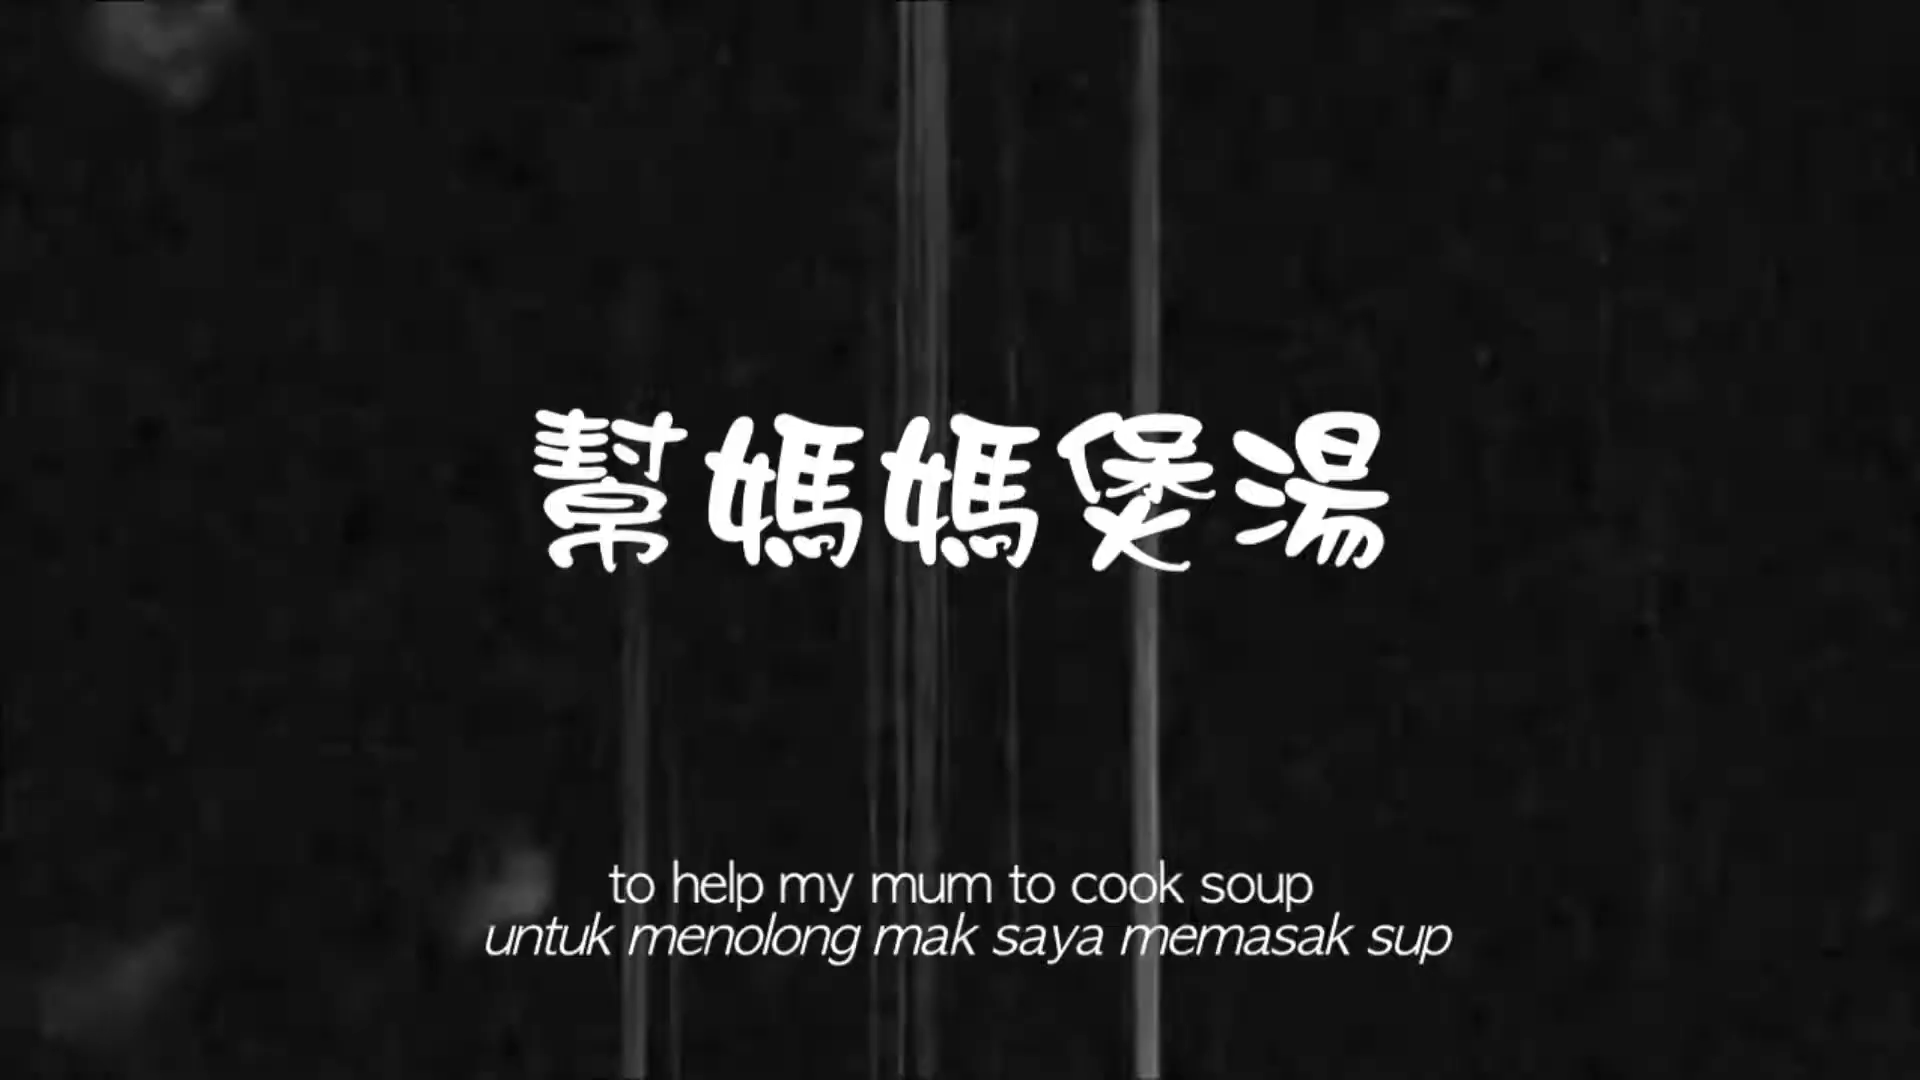 幫媽媽煲湯
to help my mum to cook soup
untuk menolong mak saya memasak sup